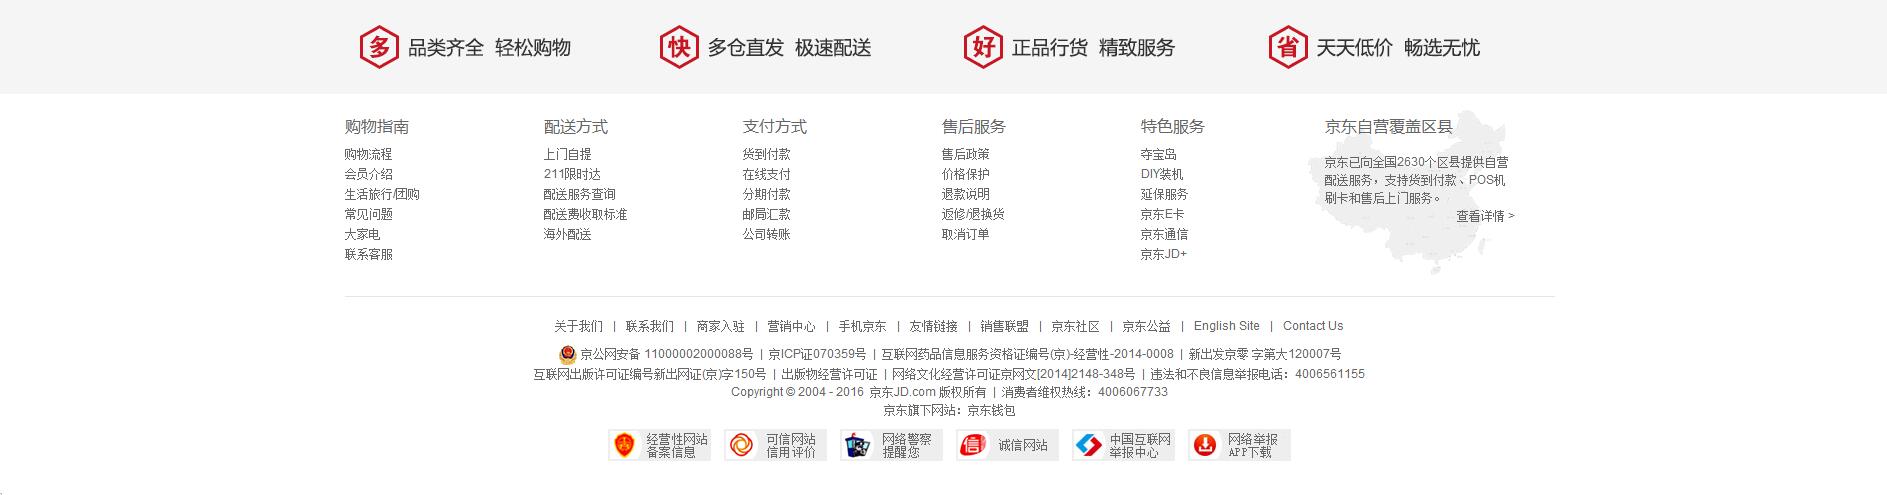 多 品类齐全 轻松购物
快 多仓直发 极速配送
好 正品行货 精致服务
省 天天低价 畅选无忧
购物指南
购物流程
会员介绍
生活旅行/团购
常见问题
大家电
联系客服
配送方式
上门自提
211限时达
配送服务查询
配送费收取标准
海外配送
支付方式
货到付款
在线支付
分期付款
邮局汇款
公司转账
售后服务
售后政策
价格保护
退款说明
返修/退换货
取消订单
特色服务
夺宝岛
DIY装机
延保服务
京东E卡
京东通信
京东JD+
京东自营覆盖区县
京东已向全国2630个区县提供自营
配送服务，支持货到付款、POS机
刷卡和售后上门服务。
查看详情 >
关于我们 | 联系我们 | 商家入驻 | 营销中心 | 手机京东 | 友情链接 | 销售联盟 | 京东社区 | 京东公益 | English Site | Contact Us
京公网安备 11000002000088号 | 京ICP证070359号 | 互联网药品信息服务资格证编号(京)-经营性-2014-0008 | 新出发京零 字第大120007号
互联网出版许可证编号新出网证(京)字150号 | 出版物经营许可证 | 网络文化经营许可证京网文[2014]2148-348号 | 违法和不良信息举报电话：4006561155
Copyright © 2004 - 2016 京东JD.com 版权所有 | 消费者维权热线：4006067733
京东旗下网站：京东钱包
经营性网站
备案信息
可信网站
信用评价
网络警察
提醒您
诚信网站
中国互联网
举报中心
网络举报
APP下载